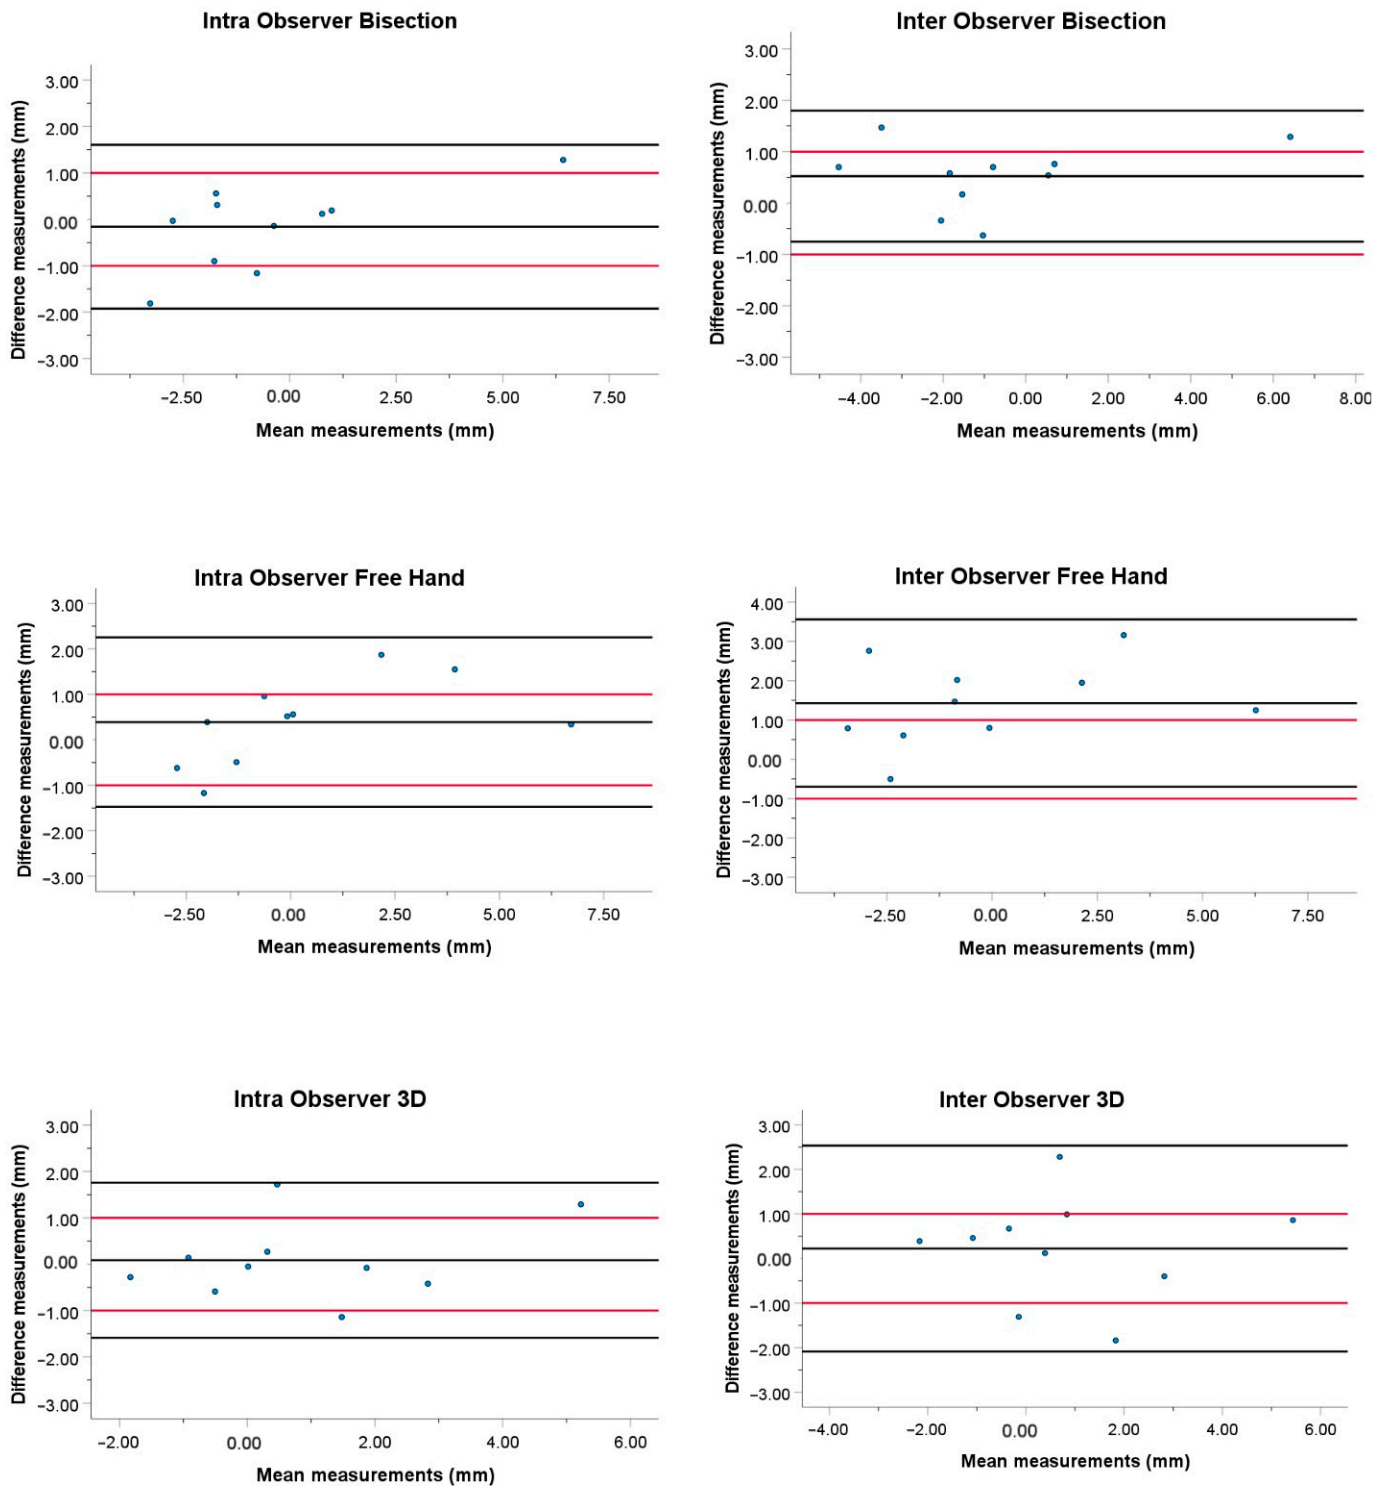 Intra Observer Bisection
Difference measurements (mm)
3.00
2.00
1.00
0.00
−1.00
−2.00
−3.00
−2.50 0.00 2.50 5.00 7.50
Mean measurements (mm)
Inter Observer Bisection
Difference measurements (mm)
3.00
2.00
1.00
0.00
−1.00
−2.00
−3.00
−4.00 −2.00 0.00 2.00 4.00 6.00 8.00
Mean measurements (mm)
Intra Observer Free Hand
Difference measurements (mm)
3.00
2.00
1.00
0.00
−1.00
−2.00
−3.00
−2.50 0.00 2.50 5.00 7.50
Mean measurements (mm)
Inter Observer Free Hand
Difference measurements (mm)
4.00
3.00
2.00
1.00
0.00
−1.00
−2.00
−3.00
−2.50 0.00 2.50 5.00 7.50
Mean measurements (mm)
Intra Observer 3D
Difference measurements (mm)
3.00
2.00
1.00
0.00
−1.00
−2.00
−3.00
−2.00 0.00 2.00 4.00 6.00
Mean measurements (mm)
Inter Observer 3D
Difference measurements (mm)
3.00
2.00
1.00
0.00
−1.00
−2.00
−3.00
−4.00 −2.00 0.00 2.00 4.00 6.00
Mean measurements (mm)